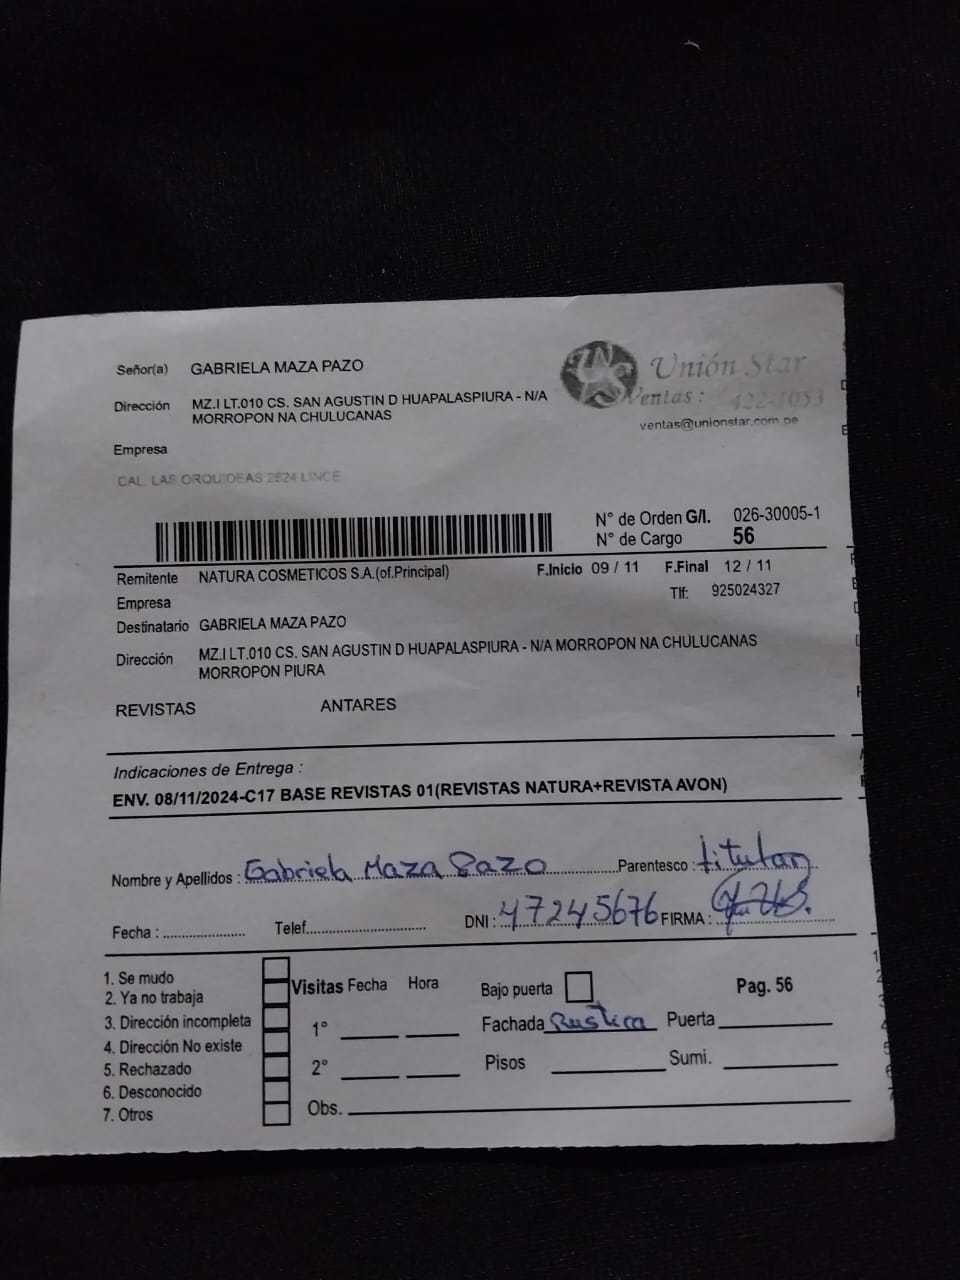 Señor(a) GABRIELA MAZA PAZO
Unión Star
Dirección MZ.I LT.010 CS. SAN AGUSTIN D HUAPALASPIURA - N/A
MORROPON NA CHULUCANAS
Ventas : 422-1053
ventas@unionstar.com.pe
Empresa
CAL. LAS ORQUIDEAS 2624 LINCE
N° de Orden G/I. 026-30005-1
N° de Cargo 56
Remitente NATURA COSMETICOS S.A.(of.Principal) F.Inicio 09 / 11 F.Final 12 / 11
Empresa Tlf: 925024327
Destinatario GABRIELA MAZA PAZO
Dirección MZ.I LT.010 CS. SAN AGUSTIN D HUAPALASPIURA - N/A MORROPON NA CHULUCANAS
MORROPON PIURA
REVISTAS ANTARES
Indicaciones de Entrega :
ENV. 08/11/2024-C17 BASE REVISTAS 01(REVISTAS NATURA+REVISTA AVON)
Nombre y Apellidos : Gabriela Maza Pazo Parentesco : titular
Fecha : Telef. DNI : 47245676 FIRMA :
1. Se mudo
2. Ya no trabaja
3. Dirección incompleta
4. Dirección No existe
5. Rechazado
6. Desconocido
7. Otros
Visitas Fecha Hora Bajo puerta Pag. 56
1° Fachada Rustica Puerta
2° Pisos Sumi.
Obs.